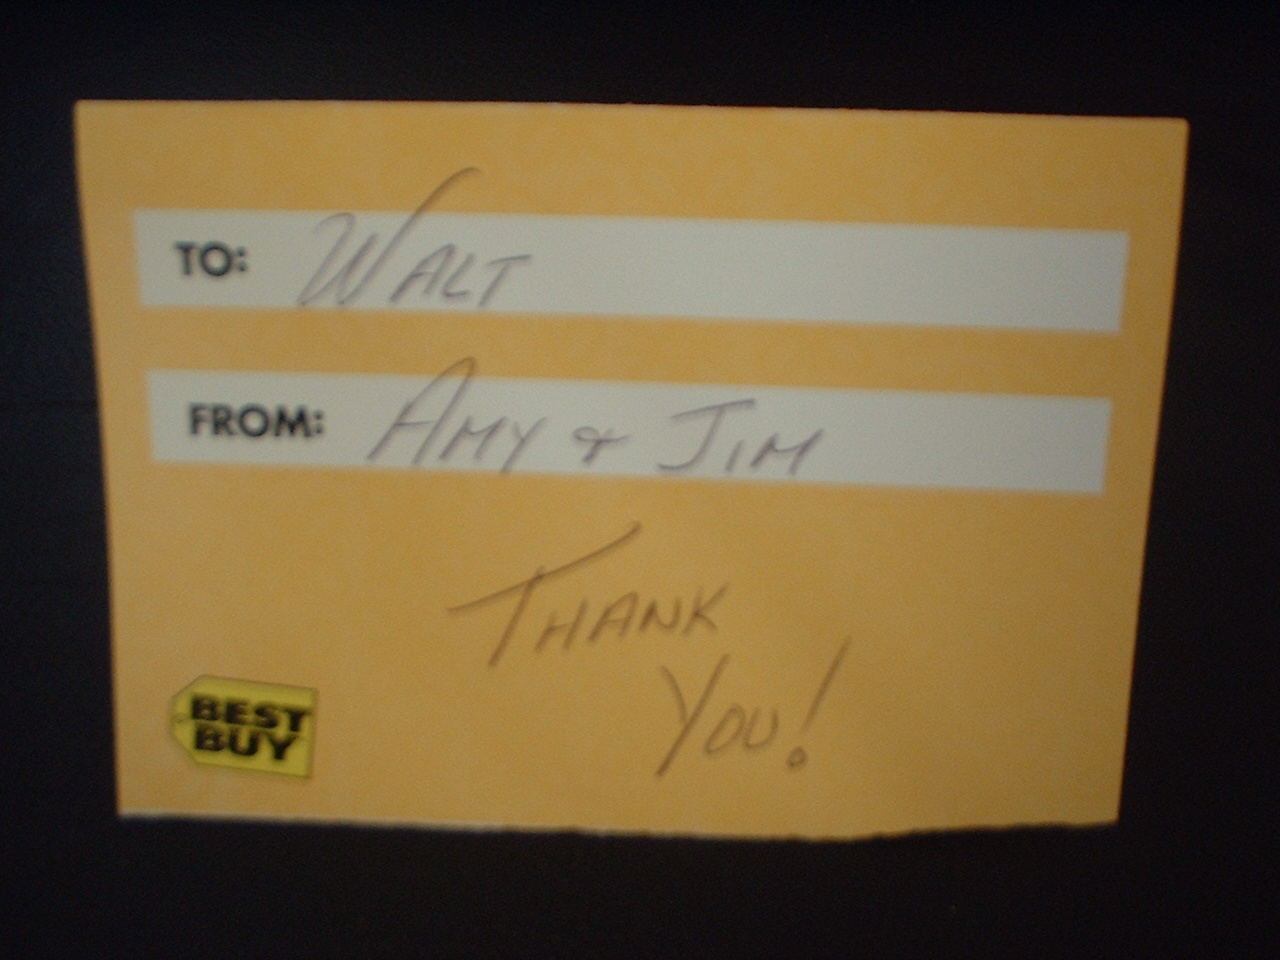 TO: WALT
FROM: AMY & JIM
THANK
YOU!
BEST
BUY